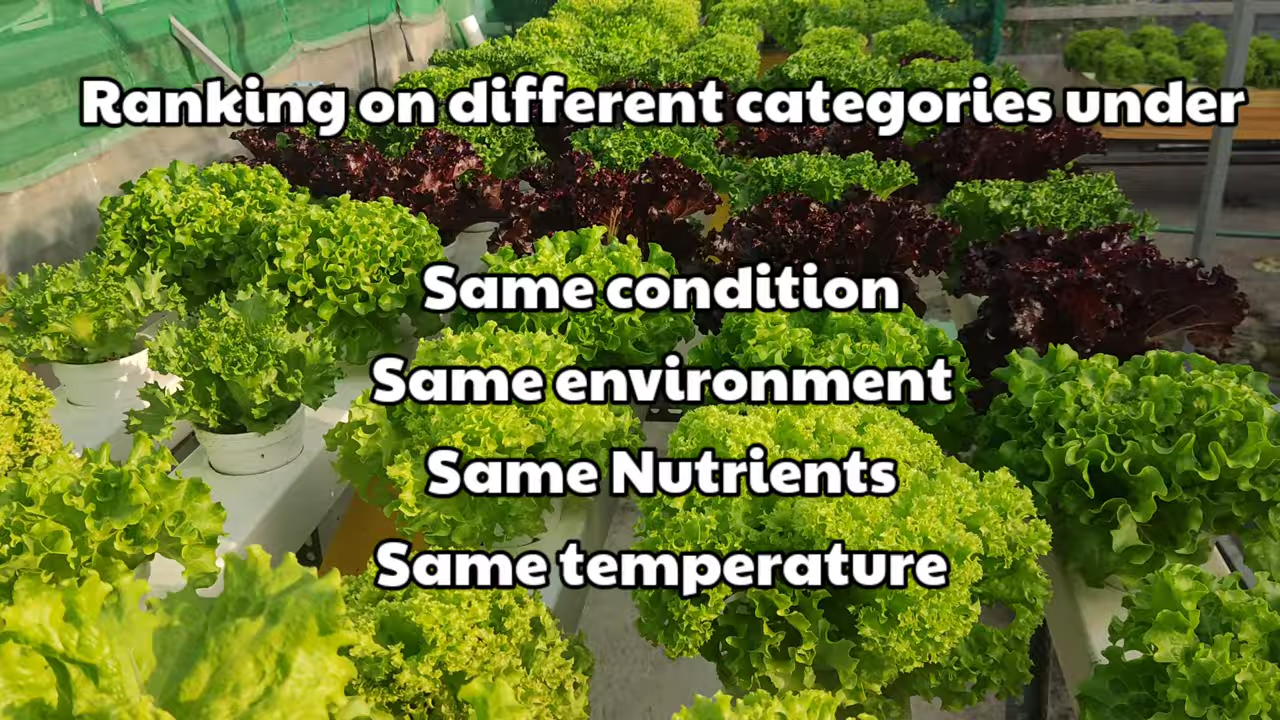 Ranking on different categories under
Same condition
Same environment
Same Nutrients
Same temperature